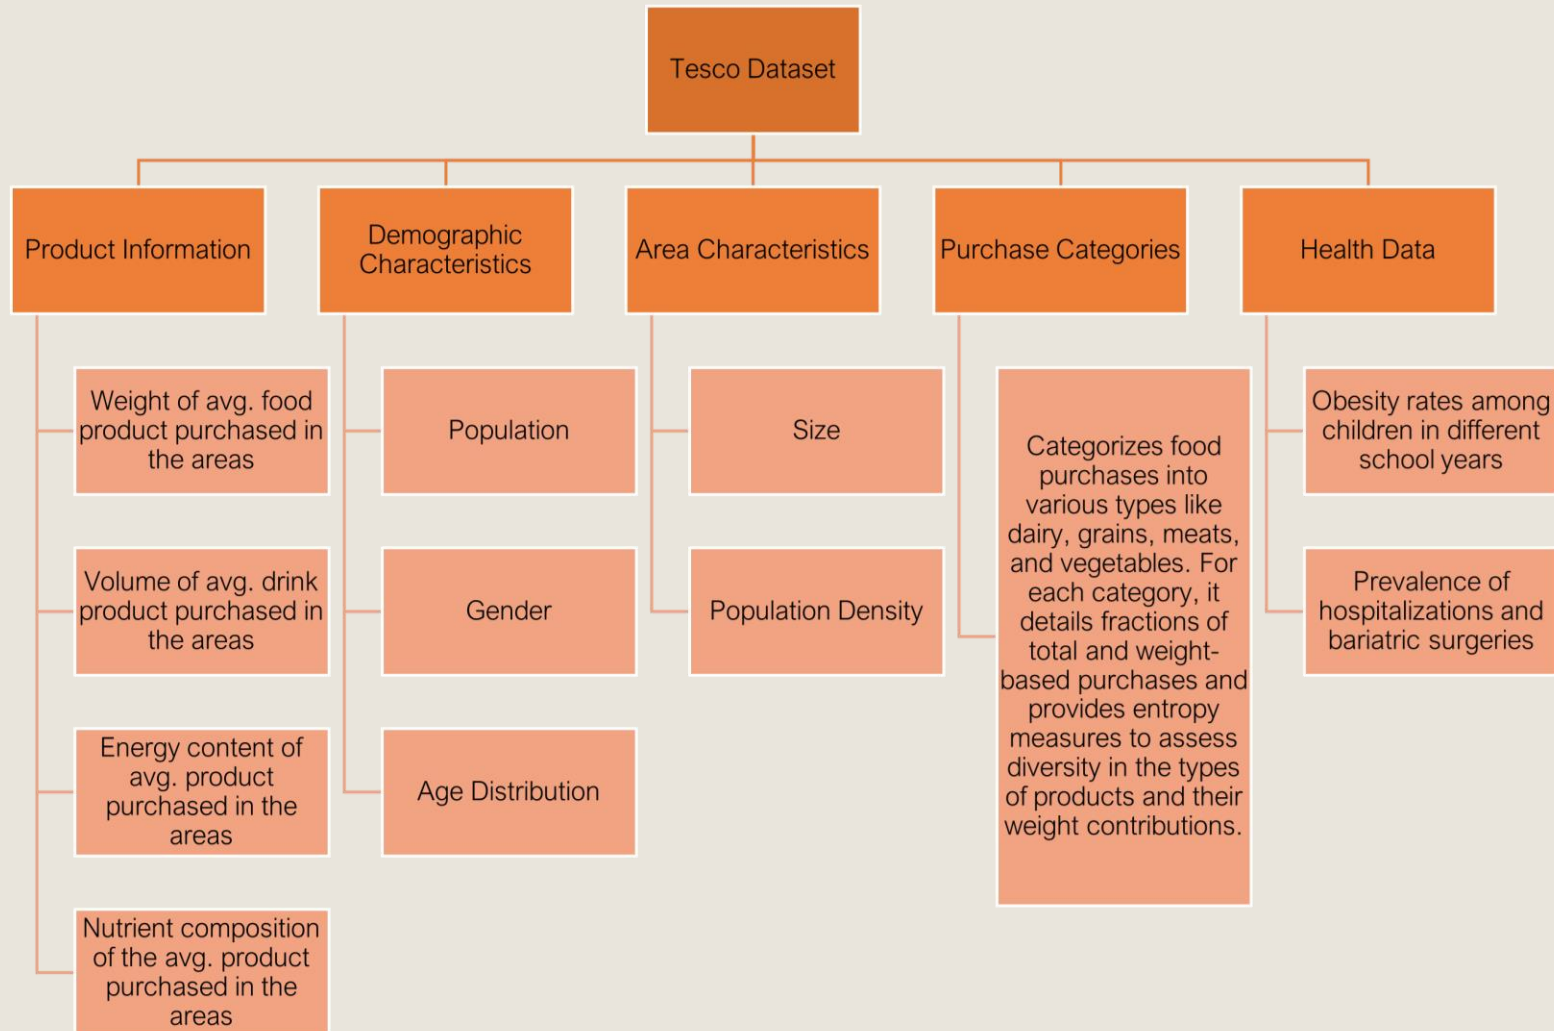 Tesco Dataset
Product Information
Demographic
Characteristics
Area Characteristics
Purchase Categories
Health Data
Weight of avg. food
product purchased in
the areas
Volume of avg. drink
product purchased in
the areas
Energy content of
avg. product
purchased in the
areas
Nutrient composition
of the avg. product
purchased in the
areas
Population
Gender
Age Distribution
Size
Population Density
Categorizes food
purchases into
various types like
dairy, grains, meats,
and vegetables. For
each category, it
details fractions of
total and weight-
based purchases and
provides entropy
measures to assess
diversity in the types
of products and their
weight contributions.
Obesity rates among
children in different
school years
Prevalence of
hospitalizations and
bariatric surgeries